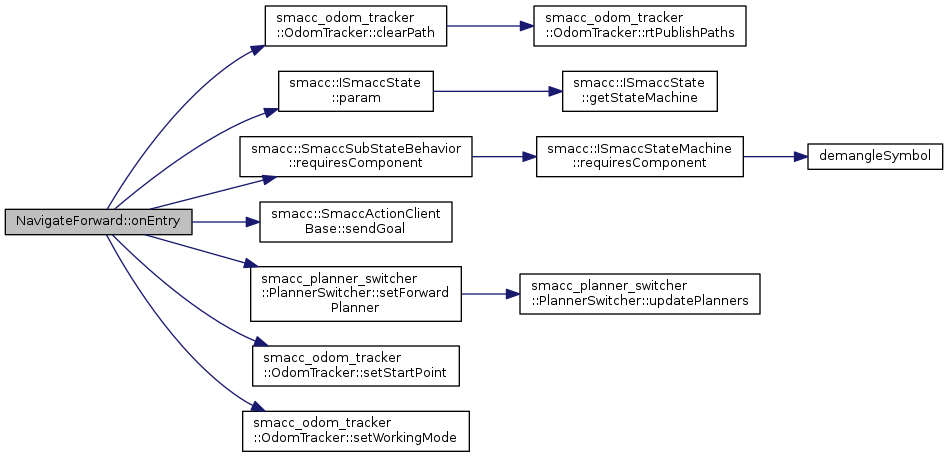 smacc_odom_tracker
::OdomTracker::clearPath
smacc_odom_tracker
::OdomTracker::rtPublishPaths
smacc::ISmaccState
::param
smacc::ISmaccState
::getStateMachine
smacc::SmaccSubStateBehavior
::requiresComponent
smacc::ISmaccStateMachine
::requiresComponent
demangleSymbol
NavigateForward::onEntry
smacc::SmaccActionClient
Base::sendGoal
smacc_planner_switcher
::PlannerSwitcher::setForward
Planner
smacc_planner_switcher
::PlannerSwitcher::updatePlanners
smacc_odom_tracker
::OdomTracker::setStartPoint
smacc_odom_tracker
::OdomTracker::setWorkingMode